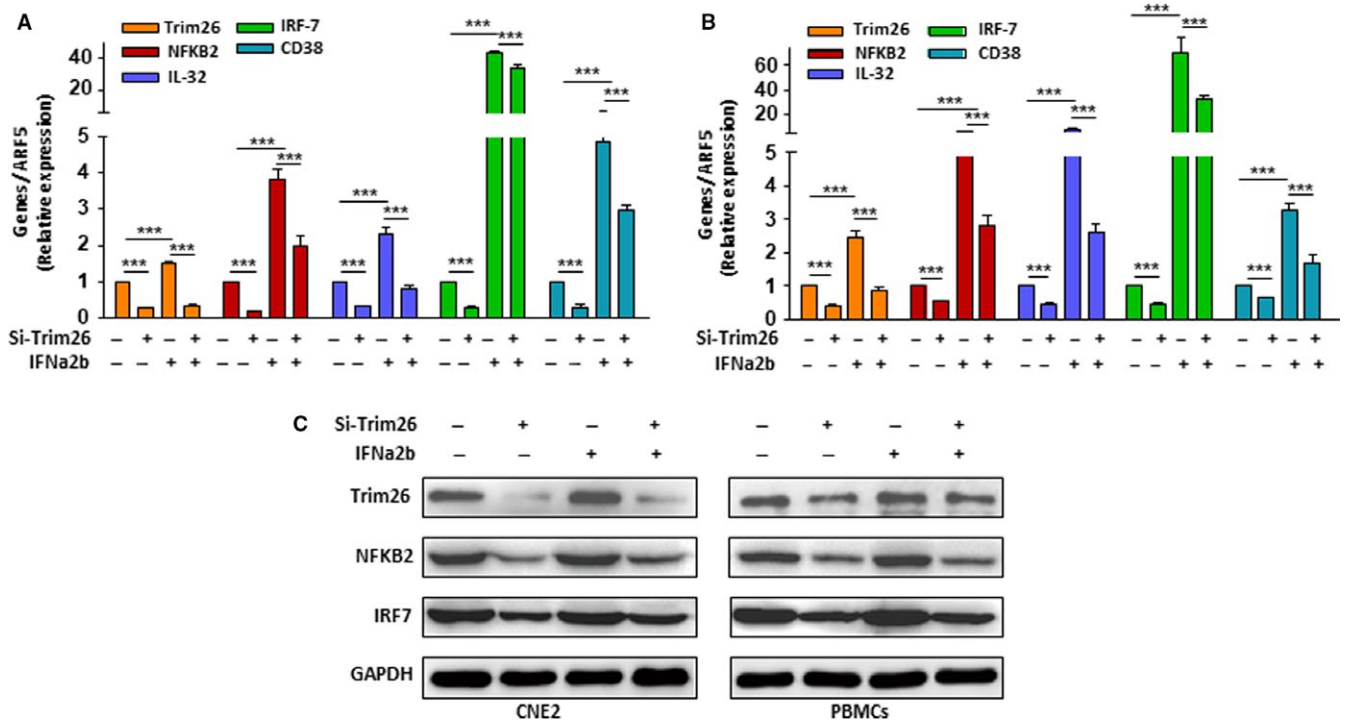 A
Trim26
IRF-7
NFKB2
CD38
IL-32
Genes/ARF5
(Relative expression)
40
20
5
4
3
2
1
0
*** *** *** *** *** *** *** *** *** *** *** *** *** *** ***
Si-Trim26 – + – + – + – + – + – + – + – + – + – +
IFNa2b – – + + – – + + – – + + – – + + – – + +
B
Trim26
IRF-7
NFKB2
CD38
IL-32
Genes/ARF5
(Relative expression)
60
40
20
5
4
3
2
1
0
*** *** *** *** *** *** *** *** *** *** *** *** *** *** ***
Si-Trim26 – + – + – + – + – + – + – + – + – + – +
IFNa2b – – + + – – + + – – + + – – + + – – + +
C
Si-Trim26 – + – + – + – +
IFNa2b – – + + – – + +
Trim26
NFKB2
IRF7
GAPDH
CNE2
PBMCs